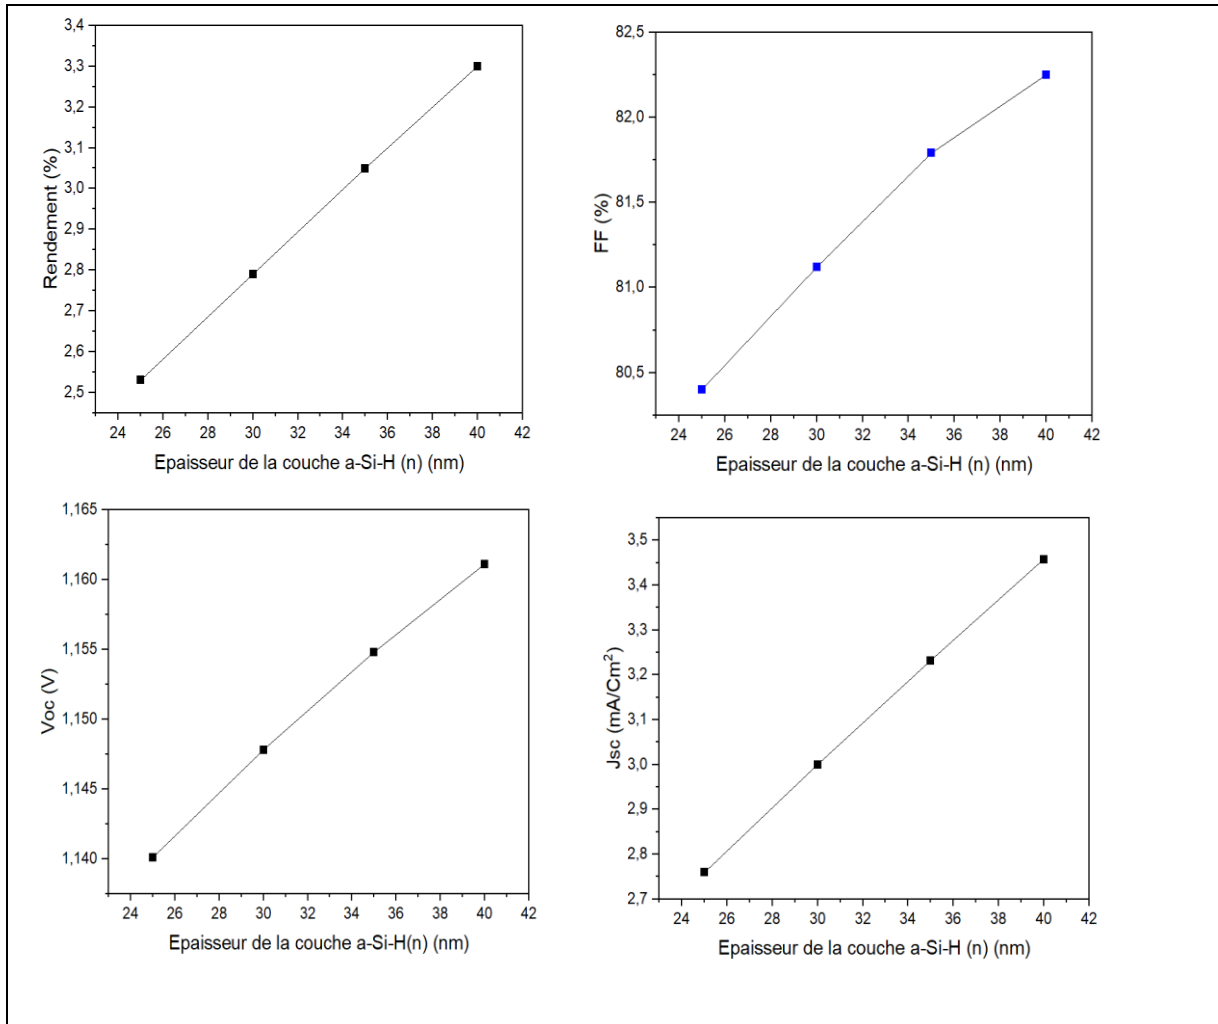 3,4
3,3
3,2
3,1
3,0
2,9
2,8
2,7
2,6
2,5
Rendement (%)
24 26 28 30 32 34 36 38 40 42
Epaisseur de la couche a-Si-H (n) (nm)
82,5
82,0
81,5
81,0
80,5
FF (%)
24 26 28 30 32 34 36 38 40 42
Epaisseur de la couche a-Si-H (n) (nm)
1,165
1,160
1,155
1,150
1,145
1,140
Voc (V)
24 26 28 30 32 34 36 38 40 42
Epaisseur de la couche a-Si-H(n) (nm)
3,5
3,4
3,3
3,2
3,1
3,0
2,9
2,8
2,7
Jsc (mA/Cm²)
24 26 28 30 32 34 36 38 40 42
Epaisseur de la couche a-Si-H (n) (nm)